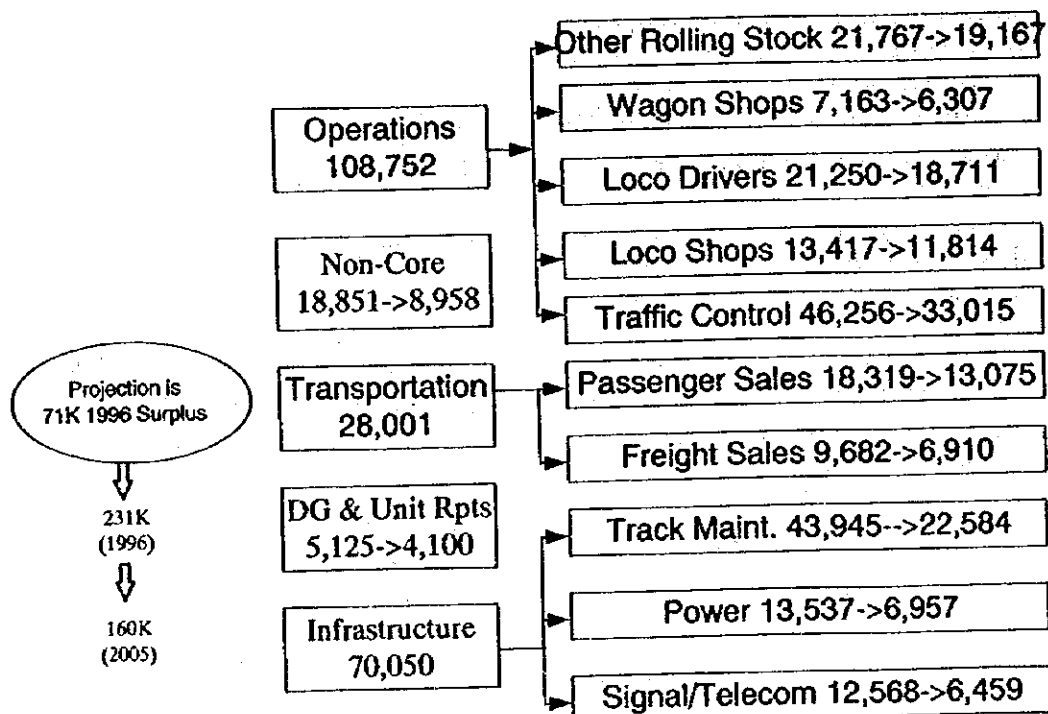 Other Rolling Stock 21,767->19,167
Wagon Shops 7,163->6,307
Operations
108,752
Loco Drivers 21,250->18,711
Loco Shops 13,417->11,814
Non-Core
18,851->8,958
Traffic Control 46,256->33,015
Projection is
71K 1996 Surplus
Transportation
28,001
Passenger Sales 18,319->13,075
Freight Sales 9,682->6,910
231K
(1996)
DG & Unit Rpts
5,125->4,100
Track Maint. 43,945-->22,584
Power 13,537->6,957
160K
(2005)
Infrastructure
70,050
Signal/Telecom 12,568->6,459